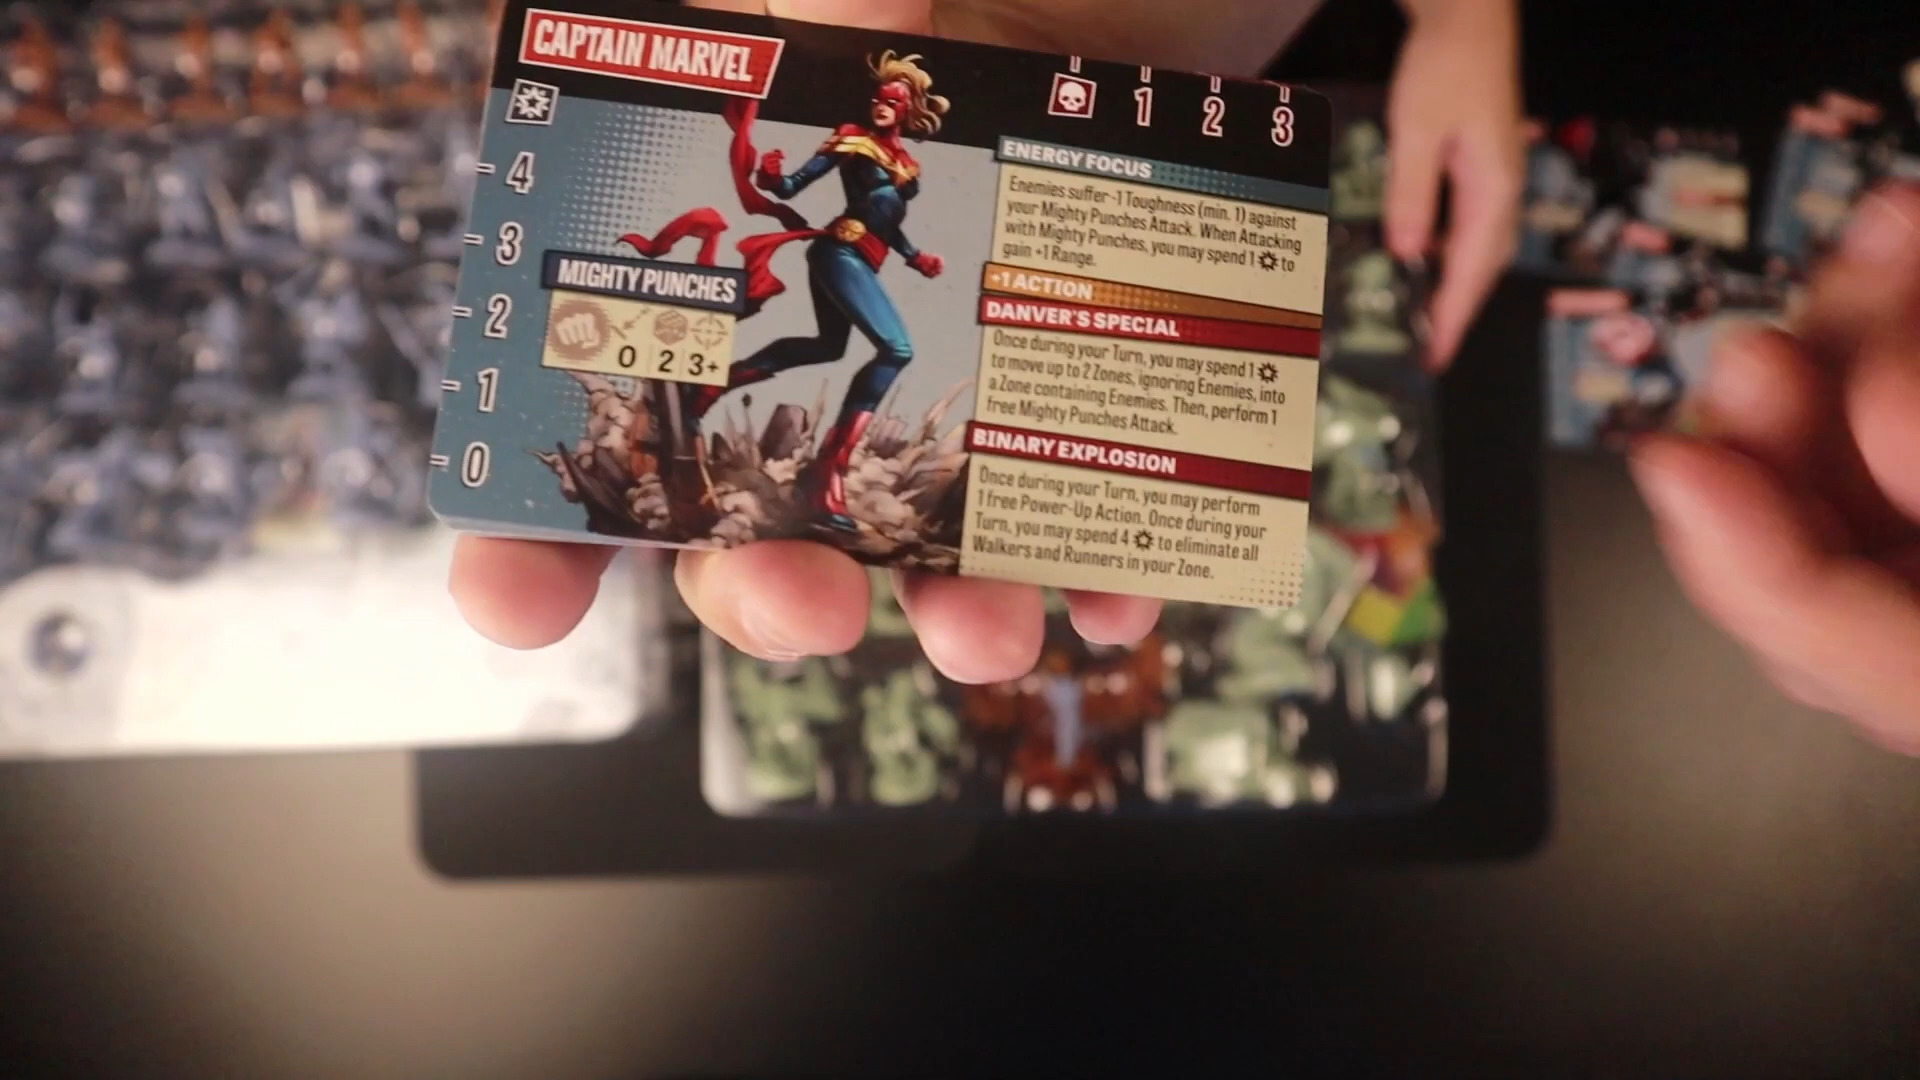 CAPTAIN MARVEL
1 2 3
4
3
2
1
0
MIGHTY PUNCHES
0 2 3+
ENERGY FOCUS
Enemies suffer -1 Toughness (min. 1) against
your Mighty Punches Attack. When Attacking
with Mighty Punches, you may spend 1 to
gain +1 Range.
+1 ACTION
DANVER'S SPECIAL
Once during your Turn, you may spend 1
to move up to 2 Zones, ignoring Enemies, into
a Zone containing Enemies. Then, perform 1
free Mighty Punches Attack.
BINARY EXPLOSION
Once during your Turn, you may perform
1 free Power-Up Action. Once during your
Turn, you may spend 4 to eliminate all
Walkers and Runners in your Zone.